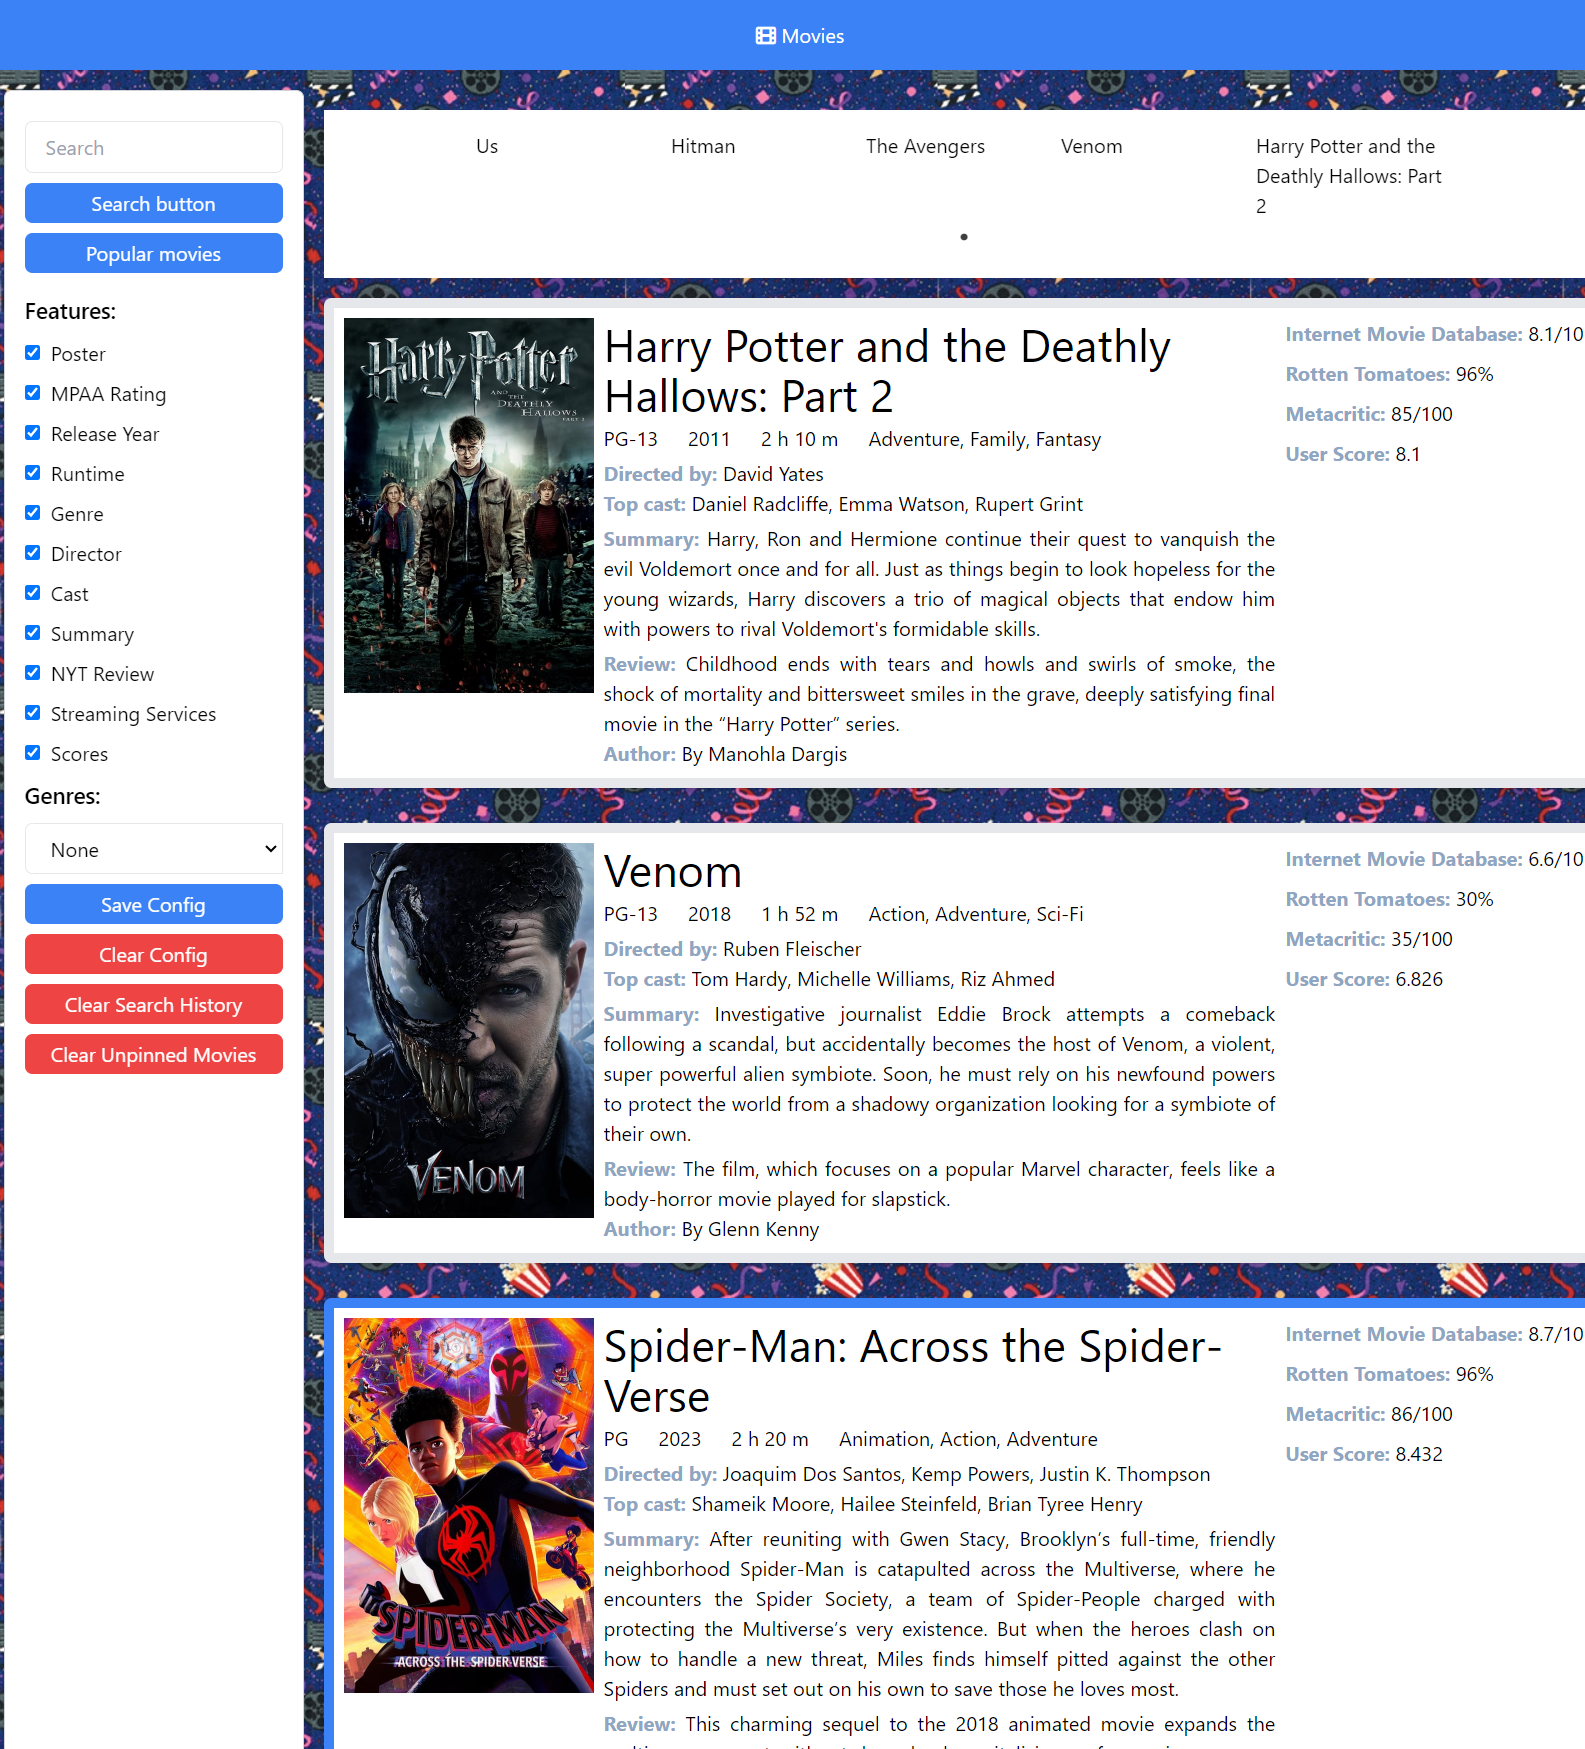 Movies
Search
Search button
Popular movies
Features:
Poster
MPAA Rating
Release Year
Runtime
Genre
Director
Cast
Summary
NYT Review
Streaming Services
Scores
Genres:
None
Save Config
Clear Config
Clear Search History
Clear Unpinned Movies
Us
Hitman
The Avengers
Venom
Harry Potter and the
Deathly Hallows: Part
2
Harry Potter
AND THE
DEATHLY
HALLOWS
PART 2
Harry Potter and the Deathly
Hallows: Part 2
PG-13 2011 2 h 10 m Adventure, Family, Fantasy
Directed by: David Yates
Top cast: Daniel Radcliffe, Emma Watson, Rupert Grint
Summary: Harry, Ron and Hermione continue their quest to vanquish the
evil Voldemort once and for all. Just as things begin to look hopeless for the
young wizards, Harry discovers a trio of magical objects that endow him
with powers to rival Voldemort's formidable skills.
Review: Childhood ends with tears and howls and swirls of smoke, the
shock of mortality and bittersweet smiles in the grave, deeply satisfying final
movie in the “Harry Potter” series.
Author: By Manohla Dargis
Internet Movie Database: 8.1/10
Rotten Tomatoes: 96%
Metacritic: 85/100
User Score: 8.1
VENOM
Venom
PG-13 2018 1 h 52 m Action, Adventure, Sci-Fi
Directed by: Ruben Fleischer
Top cast: Tom Hardy, Michelle Williams, Riz Ahmed
Summary: Investigative journalist Eddie Brock attempts a comeback
following a scandal, but accidentally becomes the host of Venom, a violent,
super powerful alien symbiote. Soon, he must rely on his newfound powers
to protect the world from a shadowy organization looking for a symbiote of
their own.
Review: The film, which focuses on a popular Marvel character, feels like a
body-horror movie played for slapstick.
Author: By Glenn Kenny
Internet Movie Database: 6.6/10
Rotten Tomatoes: 30%
Metacritic: 35/100
User Score: 6.826
SPIDER-MAN
ACROSS THE SPIDER-VERSE
Spider-Man: Across the Spider-
Verse
PG 2023 2 h 20 m Animation, Action, Adventure
Directed by: Joaquim Dos Santos, Kemp Powers, Justin K. Thompson
Top cast: Shameik Moore, Hailee Steinfeld, Brian Tyree Henry
Summary: After reuniting with Gwen Stacy, Brooklyn’s full-time, friendly
neighborhood Spider-Man is catapulted across the Multiverse, where he
encounters the Spider Society, a team of Spider-People charged with
protecting the Multiverse’s very existence. But when the heroes clash on
how to handle a new threat, Miles finds himself pitted against the other
Spiders and must set out on his own to save those he loves most.
Review: This charming sequel to the 2018 animated movie expands the
Internet Movie Database: 8.7/10
Rotten Tomatoes: 96%
Metacritic: 86/100
User Score: 8.432